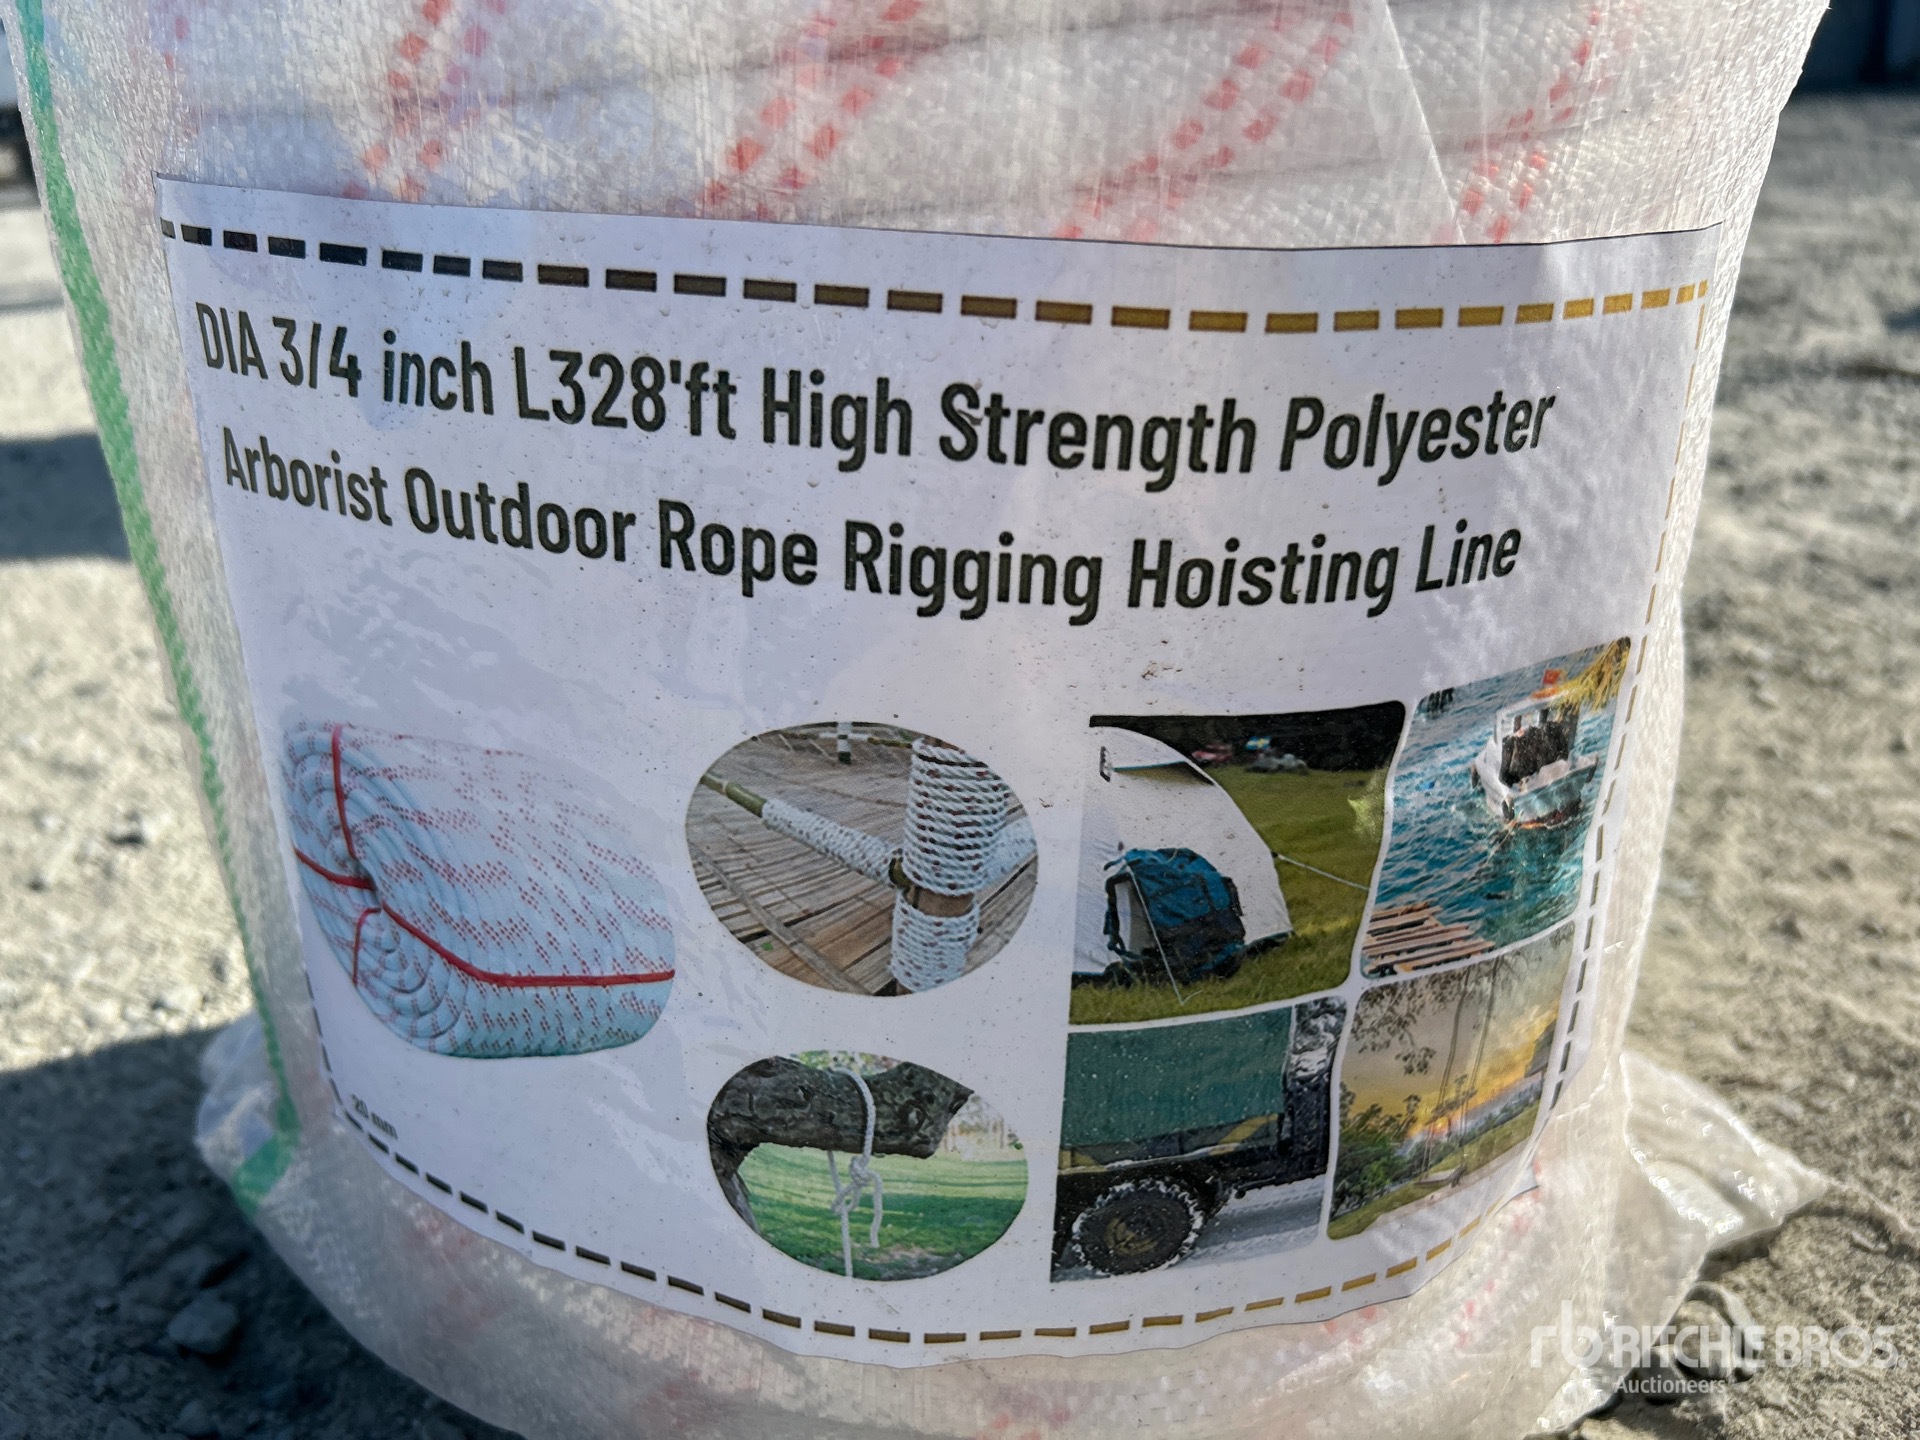 DIA 3/4 inch L328'ft High Strength Polyester
Arborist Outdoor Rope Rigging Hoisting Line
20 mm
rb RITCHIE BROS.
Auctioneers